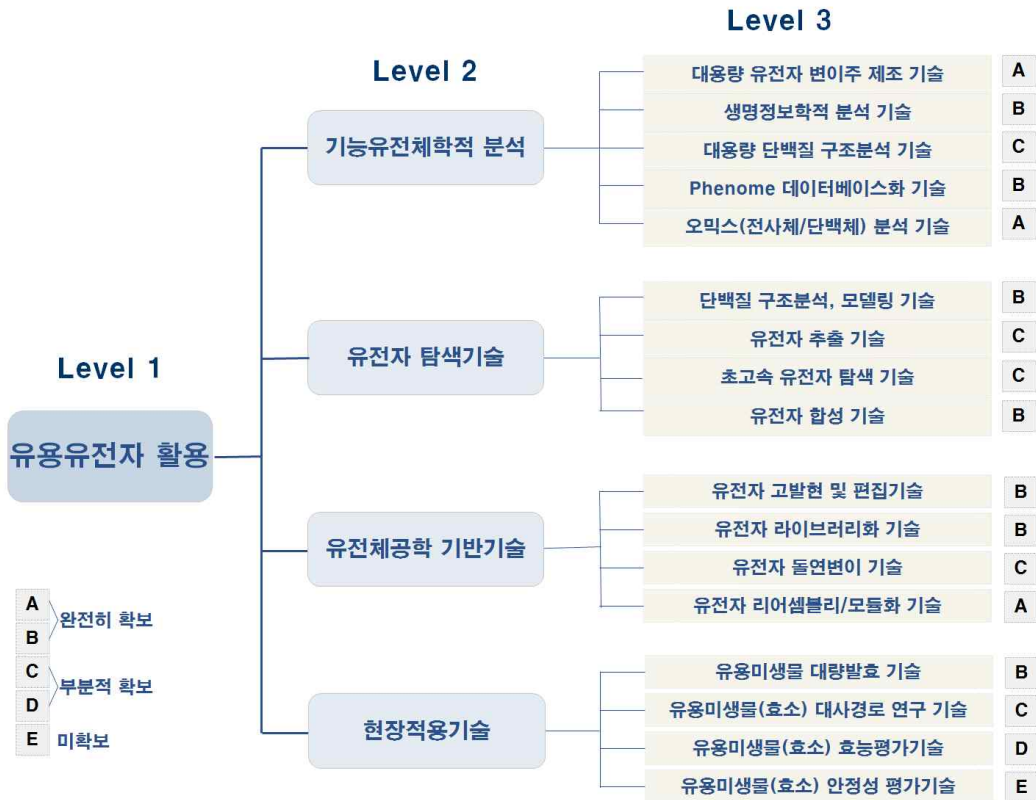 Level 3
Level 2
대용량 유전자 변이주 제조 기술 A
생명정보학적 분석 기술 B
기능유전체학적 분석
대용량 단백질 구조분석 기술 C
Phenome 데이터베이스화 기술 B
오믹스(전사체/단백체) 분석 기술 A
단백질 구조분석, 모델링 기술 B
유전자 추출 기술 C
유전자 탐색기술
초고속 유전자 탐색 기술 C
유전자 합성 기술 B
Level 1
유용유전자 활용
유전자 고발현 및 편집기술 B
유전자 라이브러리화 기술 B
유전체공학 기반기술
유전자 돌연변이 기술 C
유전자 리어셈블리/모듈화 기술 A
유용미생물 대량발효 기술 B
유용미생물(효소) 대사경로 연구 기술 C
현장적용기술
유용미생물(효소) 효능평가기술 D
유용미생물(효소) 안정성 평가기술 E
A
완전히 확보
B
C
부분적 확보
D
E 미확보